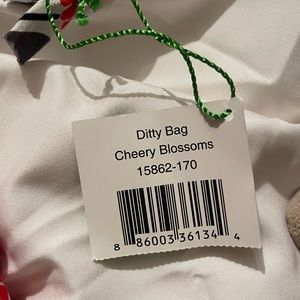 Ditty Bag
Cheery Blossoms
15862-170
8 86003 36134 4